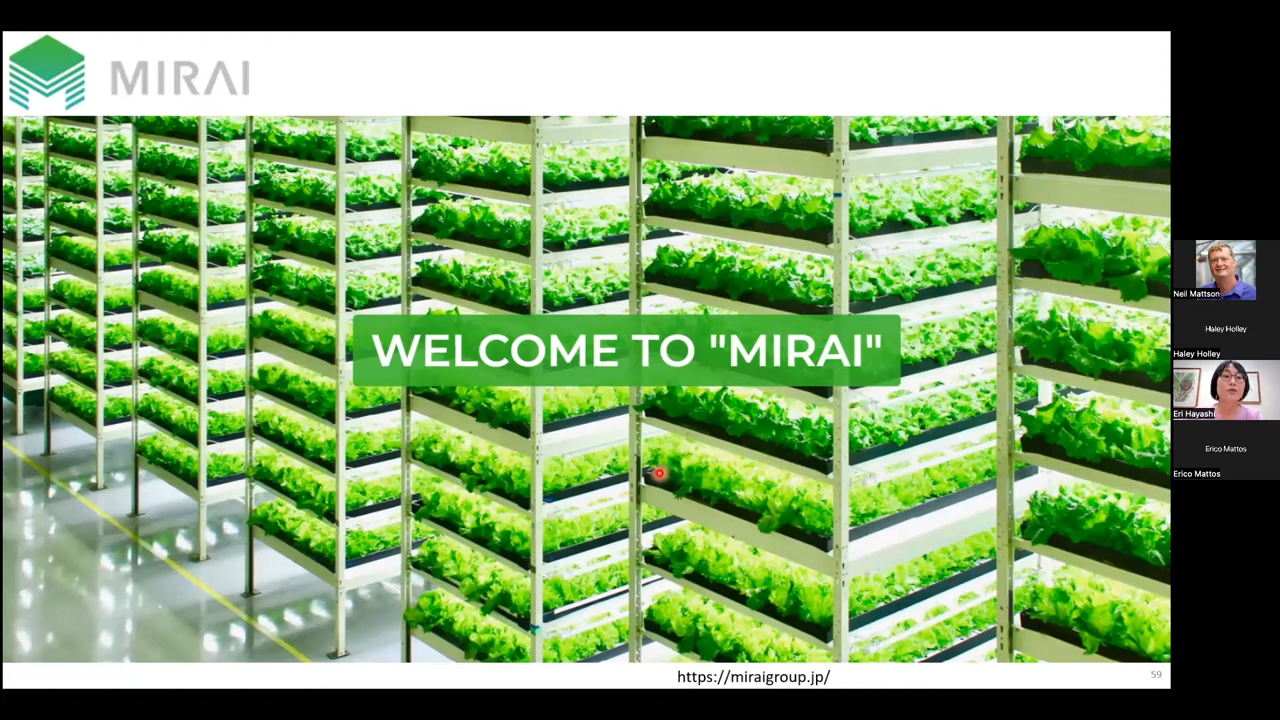 MIRAI
WELCOME TO "MIRAI"
https://miraigroup.jp/
59
Neil Mattson
Haley Holley
Haley Holley
Eri Hayashi
Erico Mattos
Erico Mattos